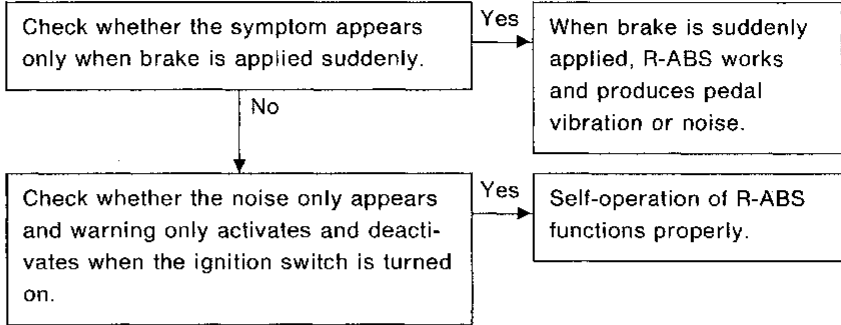 Check whether the symptom appears
only when brake is applied suddenly.
Yes
When brake is suddenly
applied, R-ABS works
and produces pedal
vibration or noise.
No
Check whether the noise only appears
and warning only activates and deacti-
vates when the ignition switch is turned
on.
Yes
Self-operation of R-ABS
functions properly.